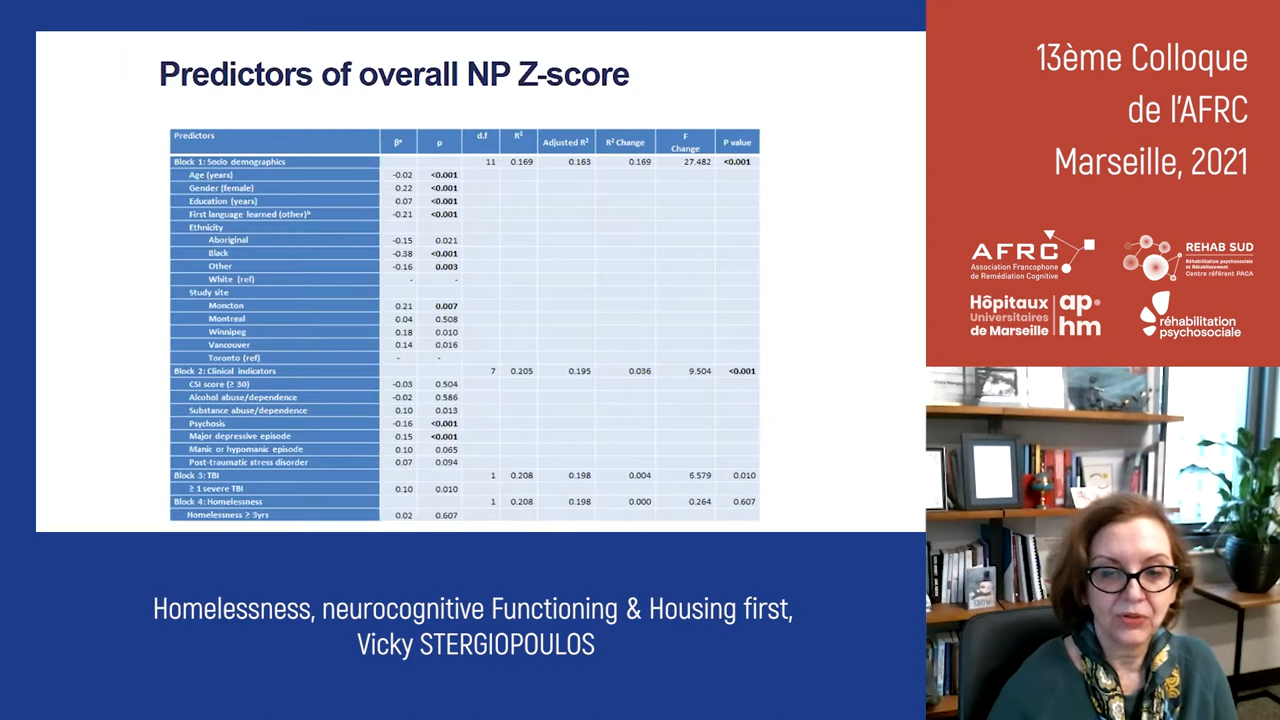 Predictors of overall NP Z-score
Predictors βᵃ p d.f R² Adjusted R² R² Change F Change P value
Block 1: Socio demographics 11 0.169 0.163 0.169 27.482 <0.001
Age (years) -0.02 <0.001
Gender (female) 0.22 <0.001
Education (years) 0.07 <0.001
First language learned (other)ᵇ -0.21 <0.001
Ethnicity
Aboriginal -0.15 0.021
Black -0.38 <0.001
Other -0.16 0.003
White (ref) - -
Study site
Moncton 0.21 0.007
Montreal 0.04 0.508
Winnipeg 0.18 0.010
Vancouver 0.14 0.016
Toronto (ref) - -
Block 2: Clinical indicators 7 0.205 0.195 0.036 9.504 <0.001
CSI score (≥ 30) -0.03 0.504
Alcohol abuse/dependence -0.02 0.586
Substance abuse/dependence 0.10 0.013
Psychosis -0.16 <0.001
Major depressive episode 0.15 <0.001
Manic or hypomanic episode 0.10 0.065
Post-traumatic stress disorder 0.07 0.094
Block 3: TBI 1 0.208 0.198 0.004 6.579 0.010
≥ 1 severe TBI 0.10 0.010
Block 4: Homelessness 1 0.208 0.198 0.000 0.264 0.607
Homelessness ≥ 3yrs 0.02 0.607
Homelessness, neurocognitive Functioning & Housing first,
Vicky STERGIOPOULOS
13ème Colloque
de l'AFRC
Marseille, 2021
AFRC
Association Francophone
de Remédiation Cognitive
REHAB SUD
Réhabilitation psychosociale
et Rétablissement
Centre référent PACA
Hôpitaux
Universitaires
de Marseille
ap.
hm
réhabilitation
psychosociale